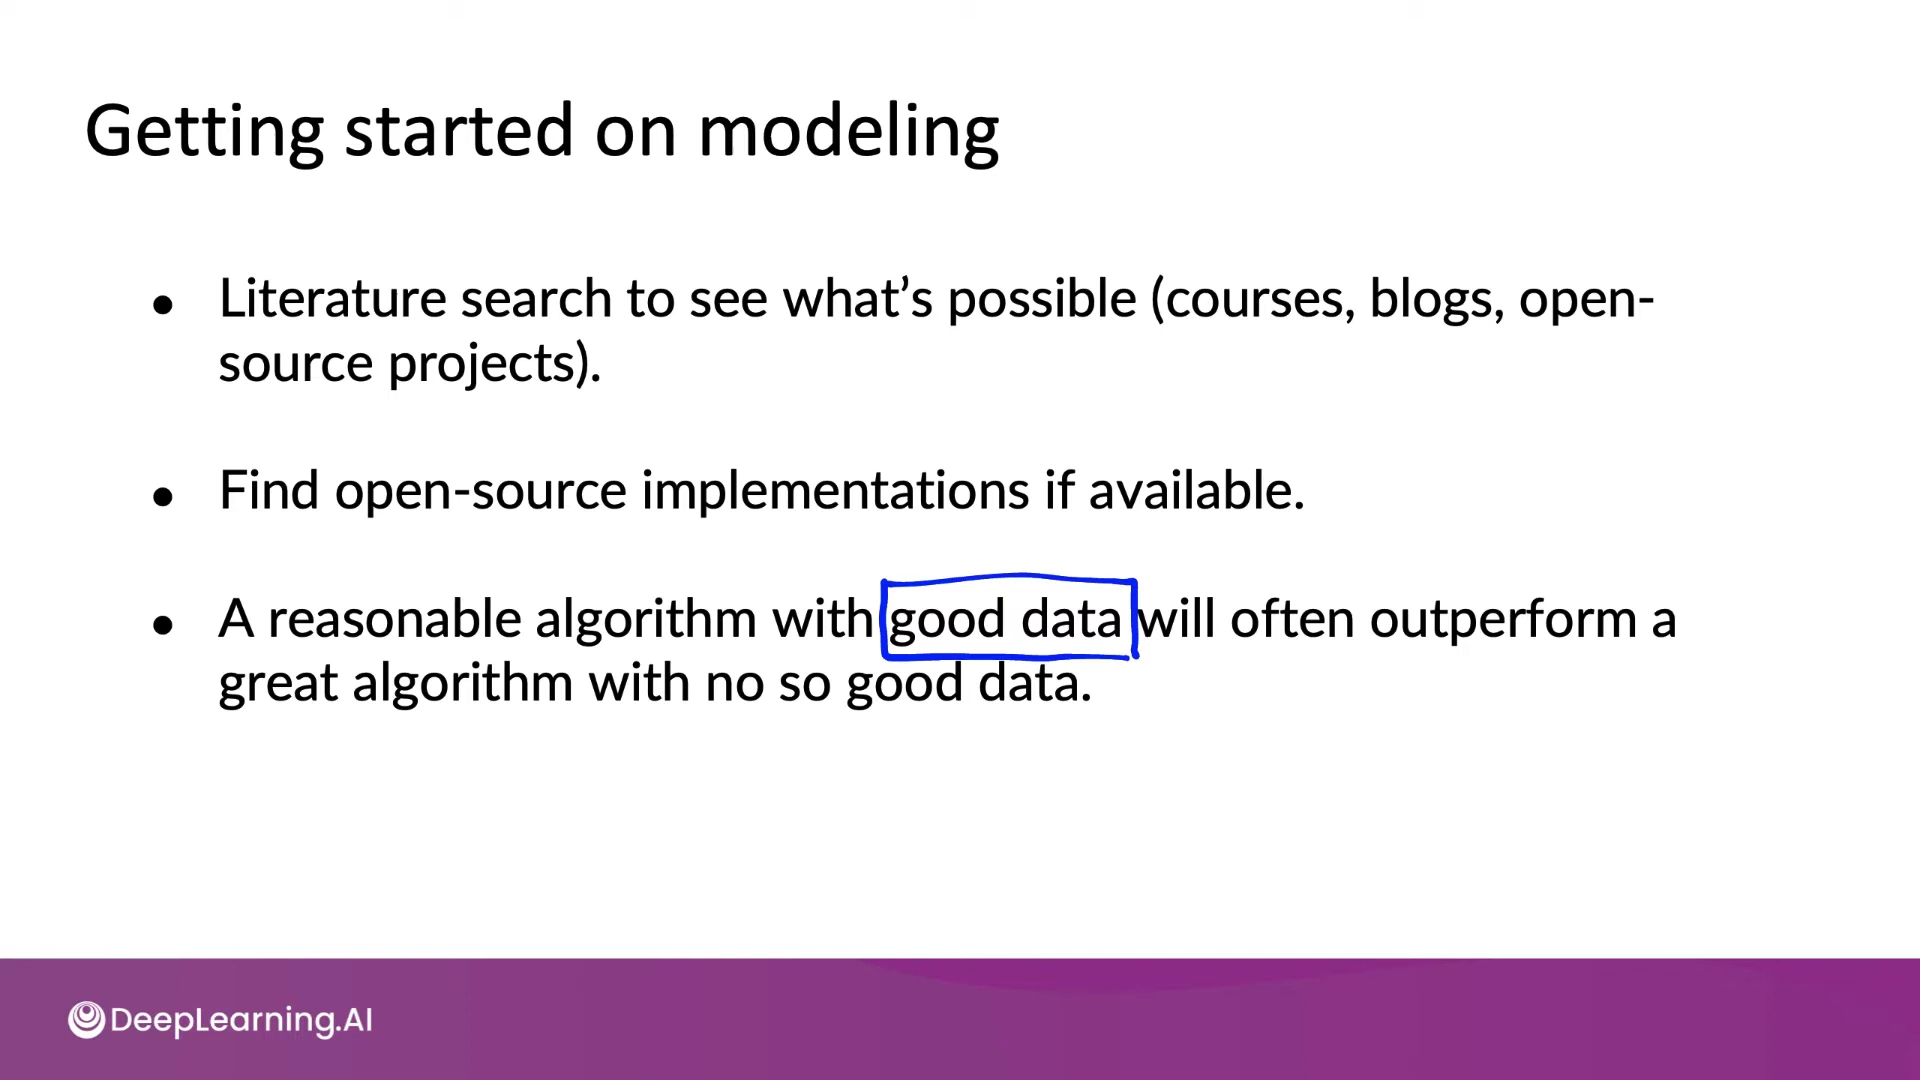 Getting started on modeling
● Literature search to see what’s possible (courses, blogs, open-
source projects).
● Find open-source implementations if available.
● A reasonable algorithm with good data will often outperform a
great algorithm with no so good data.
DeepLearning.AI